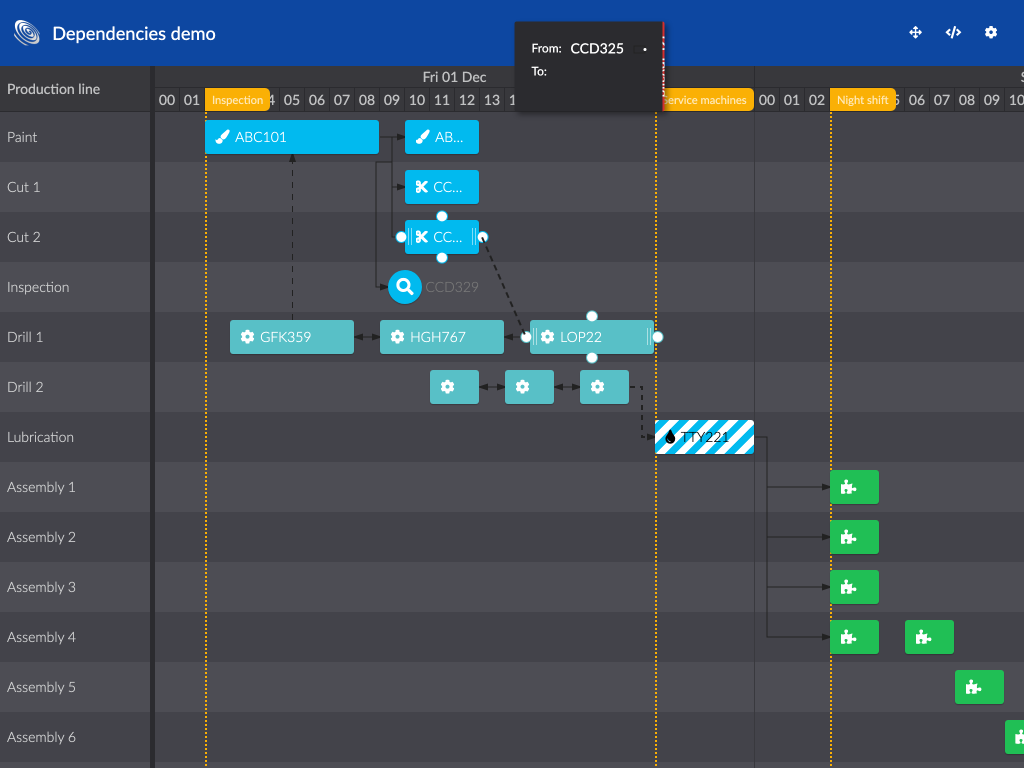 Dependencies demo
From: CCD325
To:
Production line
Fri 01 Dec
00 01 Inspection 05 06 07 08 09 10 11 12 13 Service machines 00 01 02 Night shift 06 07 08 09 10
Paint ABC101 AB...
Cut 1 CC...
Cut 2 CC...
Inspection CCD329
Drill 1 GFK359 HGH767 LOP22
Drill 2
Lubrication TTY221
Assembly 1
Assembly 2
Assembly 3
Assembly 4
Assembly 5
Assembly 6